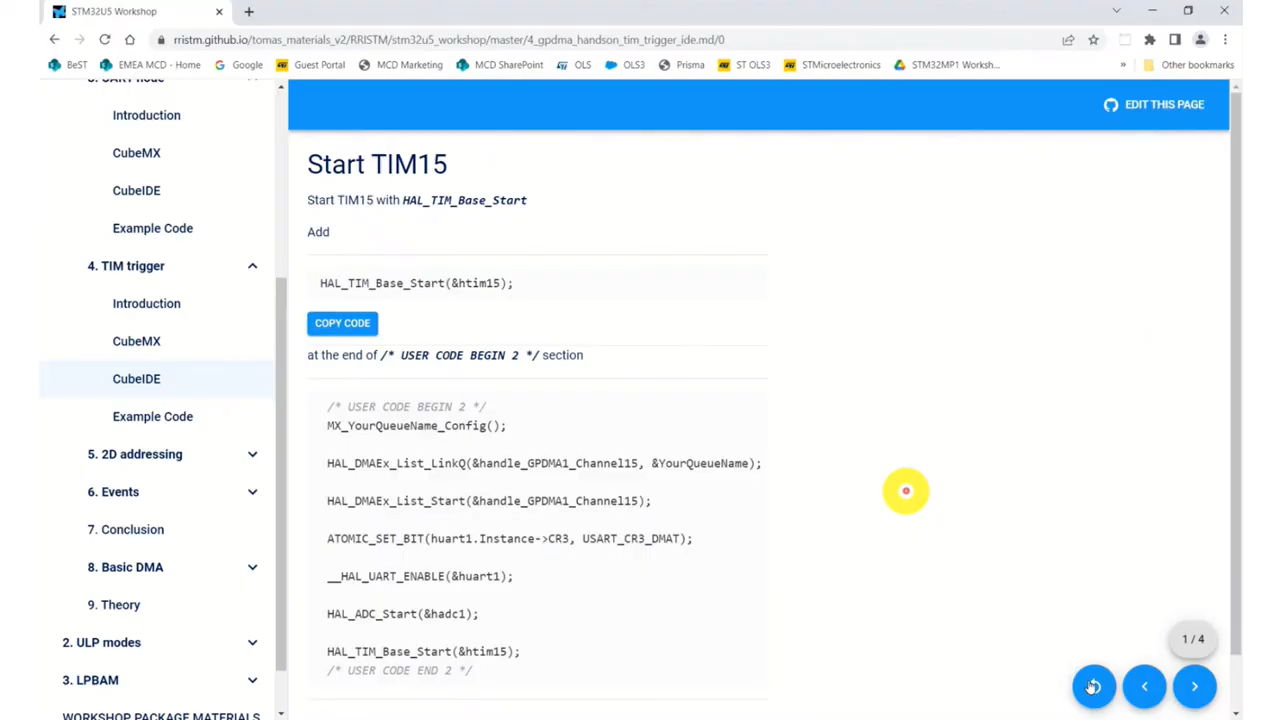 STM32U5 Workshop
rristm.github.io/tomas_materials_v2/RRISTM/stm32u5_workshop/master/4_gpdma_handson_tim_trigger_ide.md/0
BeST
EMEA MCD - Home
Google
Guest Portal
MCD Marketing
MCD SharePoint
OLS
OLS3
Prisma
ST OLS3
STMicroelectronics
STM32MP1 Worksh...
»
Other bookmarks
Introduction
CubeMX
CubeIDE
Example Code
4. TIM trigger
Introduction
CubeMX
CubeIDE
Example Code
5. 2D addressing
6. Events
7. Conclusion
8. Basic DMA
9. Theory
2. ULP modes
3. LPBAM
WORKSHOP PACKAGE MATERIALS
EDIT THIS PAGE
Start TIM15
Start TIM15 with HAL_TIM_Base_Start
Add
HAL_TIM_Base_Start(&htim15);
COPY CODE
at the end of /* USER CODE BEGIN 2 */ section
/* USER CODE BEGIN 2 */
MX_YourQueueName_Config();
HAL_DMAEx_List_LinkQ(&handle_GPDMA1_Channel15, &YourQueueName);
HAL_DMAEx_List_Start(&handle_GPDMA1_Channel15);
ATOMIC_SET_BIT(huart1.Instance->CR3, USART_CR3_DMAT);
__HAL_UART_ENABLE(&huart1);
HAL_ADC_Start(&hadc1);
HAL_TIM_Base_Start(&htim15);
/* USER CODE END 2 */
1 / 4